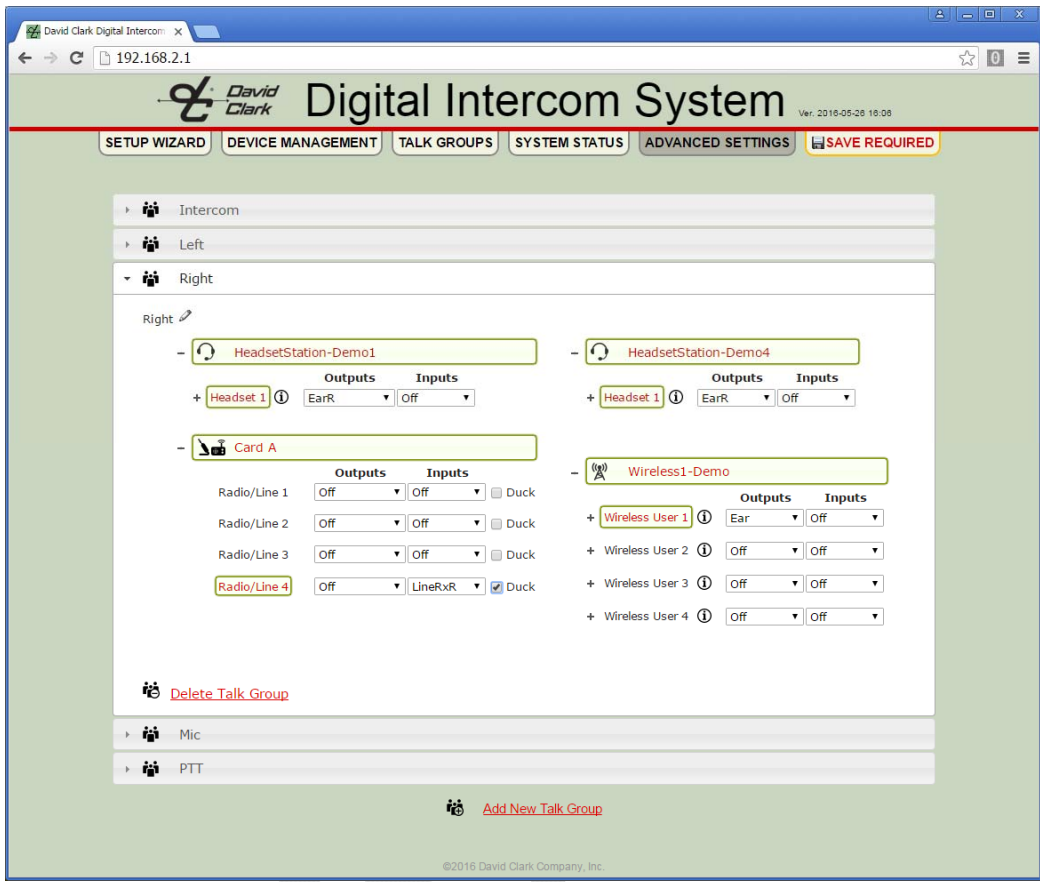 David Clark Digital Intercom
192.168.2.1
David Clark
Digital Intercom System
Ver. 2016-05-26 16:06
SETUP WIZARD
DEVICE MANAGEMENT
TALK GROUPS
SYSTEM STATUS
ADVANCED SETTINGS
SAVE REQUIRED
Intercom
Left
Right
Right
HeadsetStation-Demo1
Outputs Inputs
Headset 1 EarR Off
HeadsetStation-Demo4
Outputs Inputs
Headset 1 EarR Off
Card A
Outputs Inputs
Radio/Line 1 Off Off Duck
Radio/Line 2 Off Off Duck
Radio/Line 3 Off Off Duck
Radio/Line 4 Off LineRxR Duck
Wireless1-Demo
Outputs Inputs
Wireless User 1 Ear Off
Wireless User 2 Off Off
Wireless User 3 Off Off
Wireless User 4 Off Off
Delete Talk Group
Mic
PTT
Add New Talk Group
©2016 David Clark Company, Inc.